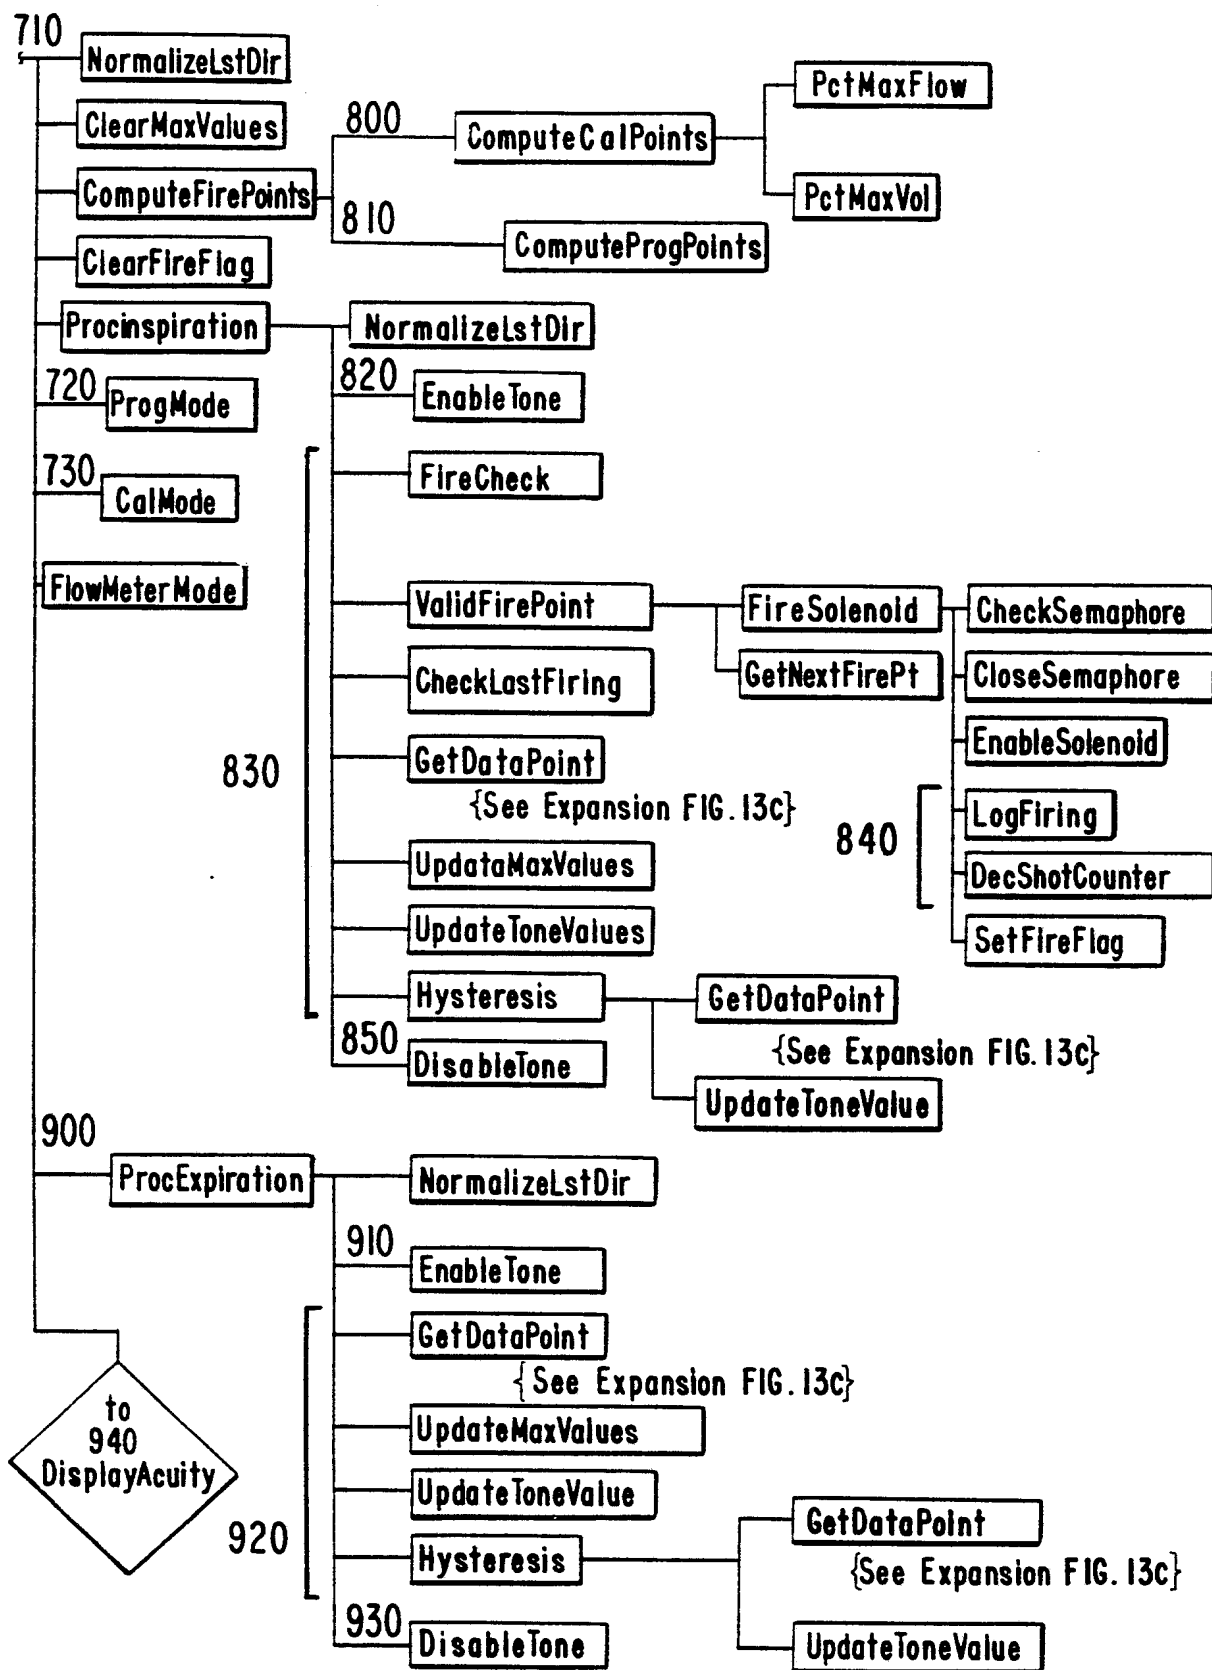 710
NormalizeLstDir
ClearMaxValues
ComputeFirePoints
800
ComputeCalPoints
PctMaxFlow
PctMaxVol
810
ComputeProgPoints
ClearFireFlag
Procinspiration
NormalizeLstDir
820
EnableTone
720
ProgMode
730
CalMode
FlowMeterMode
830
FireCheck
ValidFirePoint
FireSolenoid
CheckSemaphore
CloseSemaphore
EnableSolenoid
840
LogFiring
DecShotCounter
SetFireFlag
GetNextFirePt
CheckLastFiring
GetDataPoint
{See Expansion FIG. 13c}
UpdataMaxValues
UpdateToneValues
Hysteresis
GetDataPoint
{See Expansion FIG. 13c}
UpdateToneValue
850
DisableTone
900
ProcExpiration
NormalizeLstDir
910
EnableTone
920
GetDataPoint
{See Expansion FIG. 13c}
UpdateMaxValues
UpdateToneValue
Hysteresis
GetDataPoint
{See Expansion FIG. 13c}
UpdateToneValue
930
DisableTone
to
940
DisplayAcuity